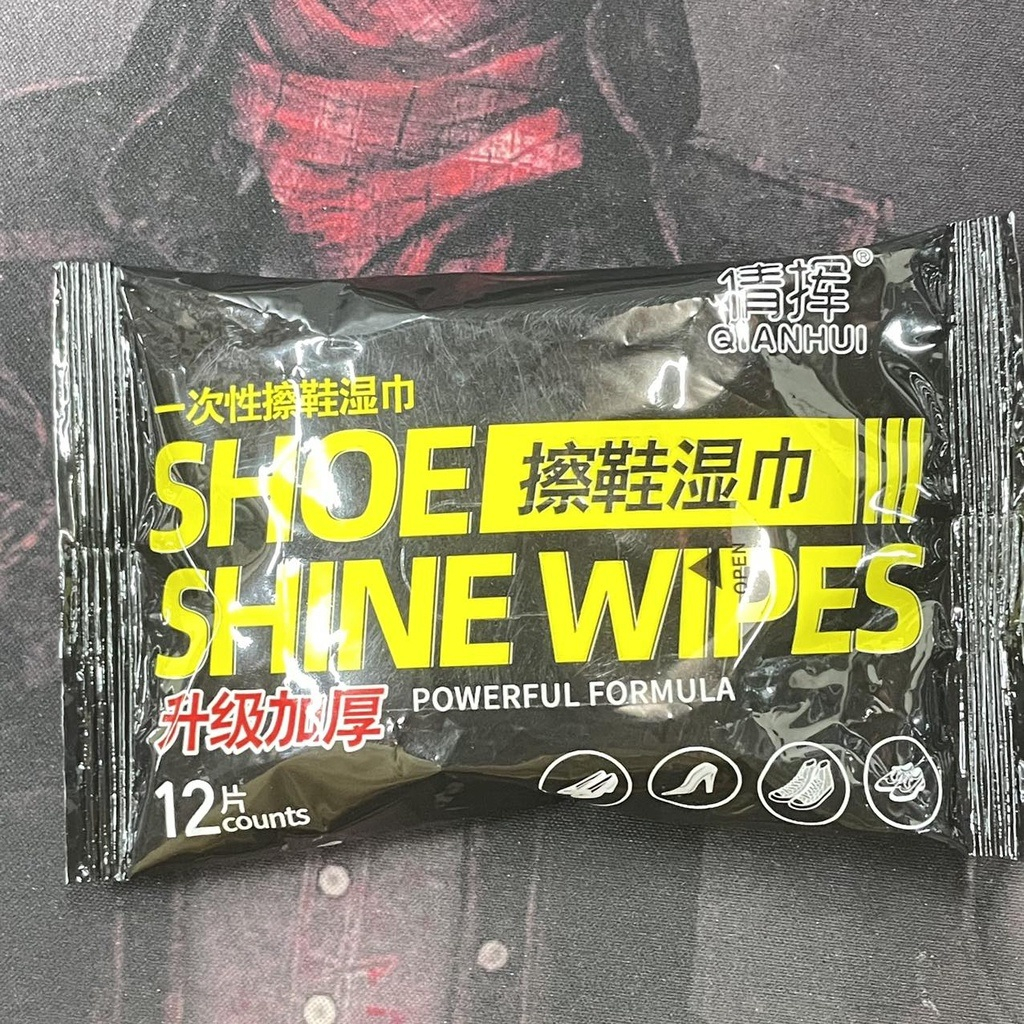 倩挥®
QIANHUI
一次性擦鞋湿巾
SHOE 擦鞋湿巾
SHINE WIPES
OPEN
升级加厚 POWERFUL FORMULA
12片
counts